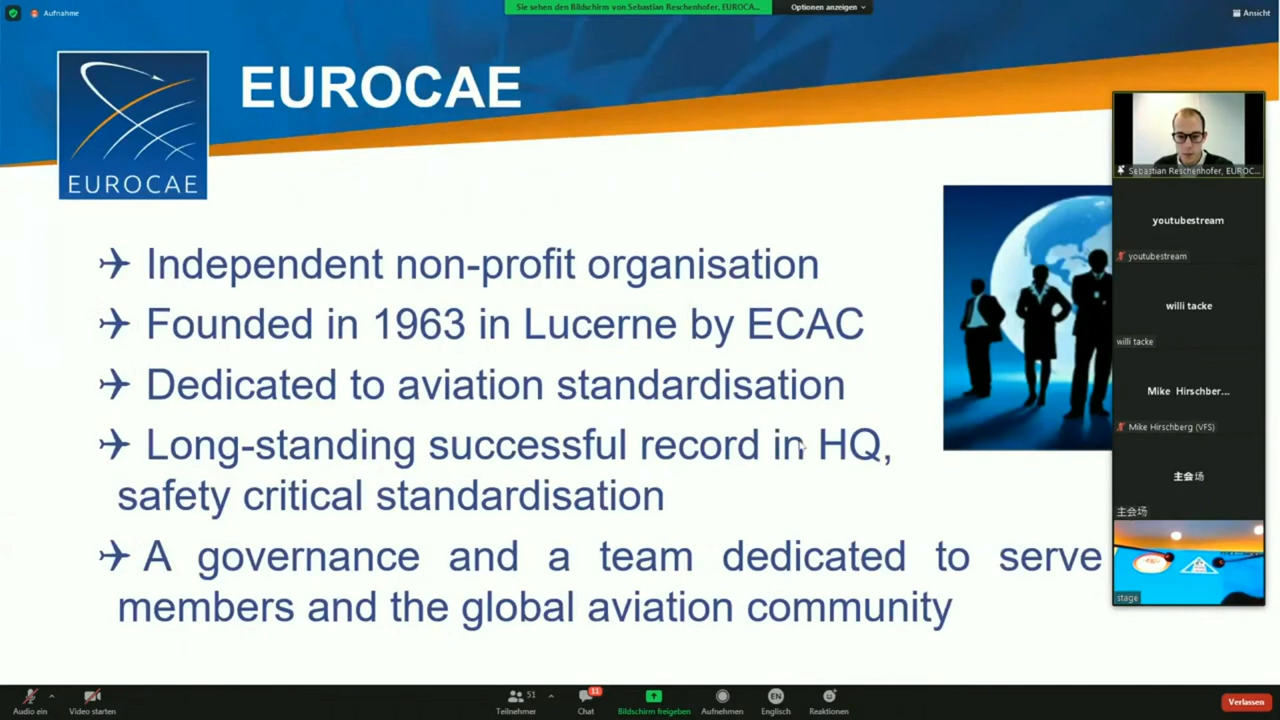 Aufnahme
Sie sehen den Bildschirm von Sebastian Reschenhofer, EUROCA...
Optionen anzeigen
Ansicht
EUROCAE
EUROCAE
Independent non-profit organisation
Founded in 1963 in Lucerne by ECAC
Dedicated to aviation standardisation
Long-standing successful record in HQ,
safety critical standardisation
A governance and a team dedicated to serve
members and the global aviation community
Sebastian Reschenhofer, EUROC...
youtubestream
youtubestream
willi tacke
willi tacke
Mike Hirschber...
Mike Hirschberg (VFS)
主会场
主会场
stage
Audio ein
Video starten
51
Teilnehmer
11
Chat
Bildschirm freigeben
Aufnehmen
EN
Englisch
Reaktionen
Verlassen